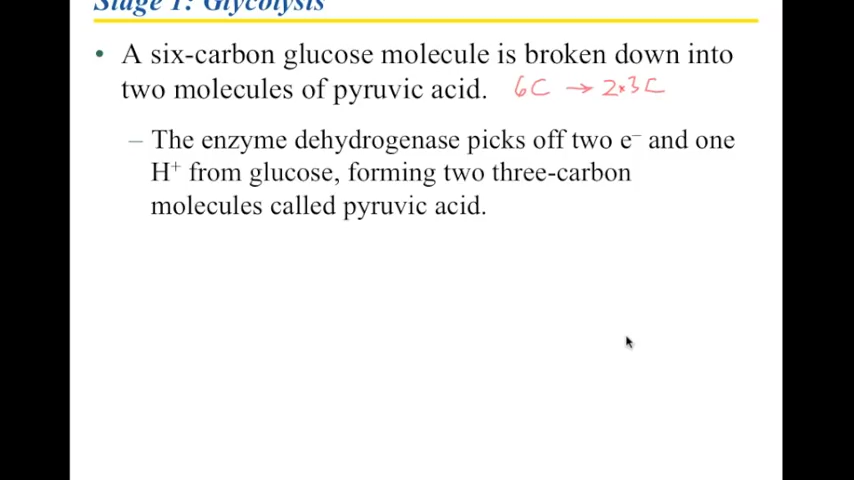 Stage 1: Glycolysis
• A six-carbon glucose molecule is broken down into
two molecules of pyruvic acid. 6C → 2×3C
– The enzyme dehydrogenase picks off two e⁻ and one
H⁺ from glucose, forming two three-carbon
molecules called pyruvic acid.